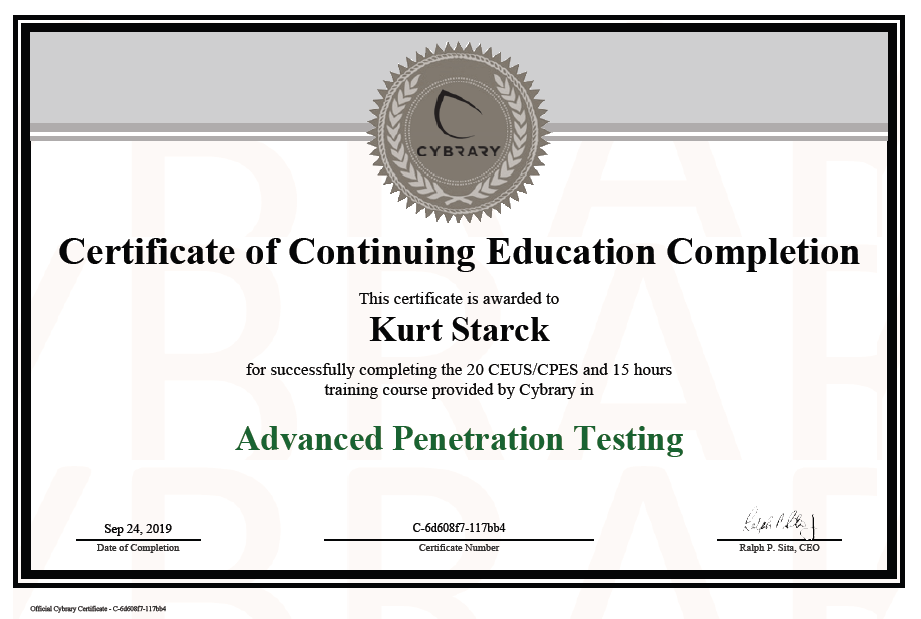 CYBRARY
Certificate of Continuing Education Completion
This certificate is awarded to
Kurt Starck
for successfully completing the 20 CEUS/CPES and 15 hours
training course provided by Cybrary in
Advanced Penetration Testing
Sep 24, 2019
Date of Completion
C-6d608f7-117bb4
Certificate Number
Ralph P. Sita, CEO
Official Cybrary Certificate - C-6d608f7-117bb4